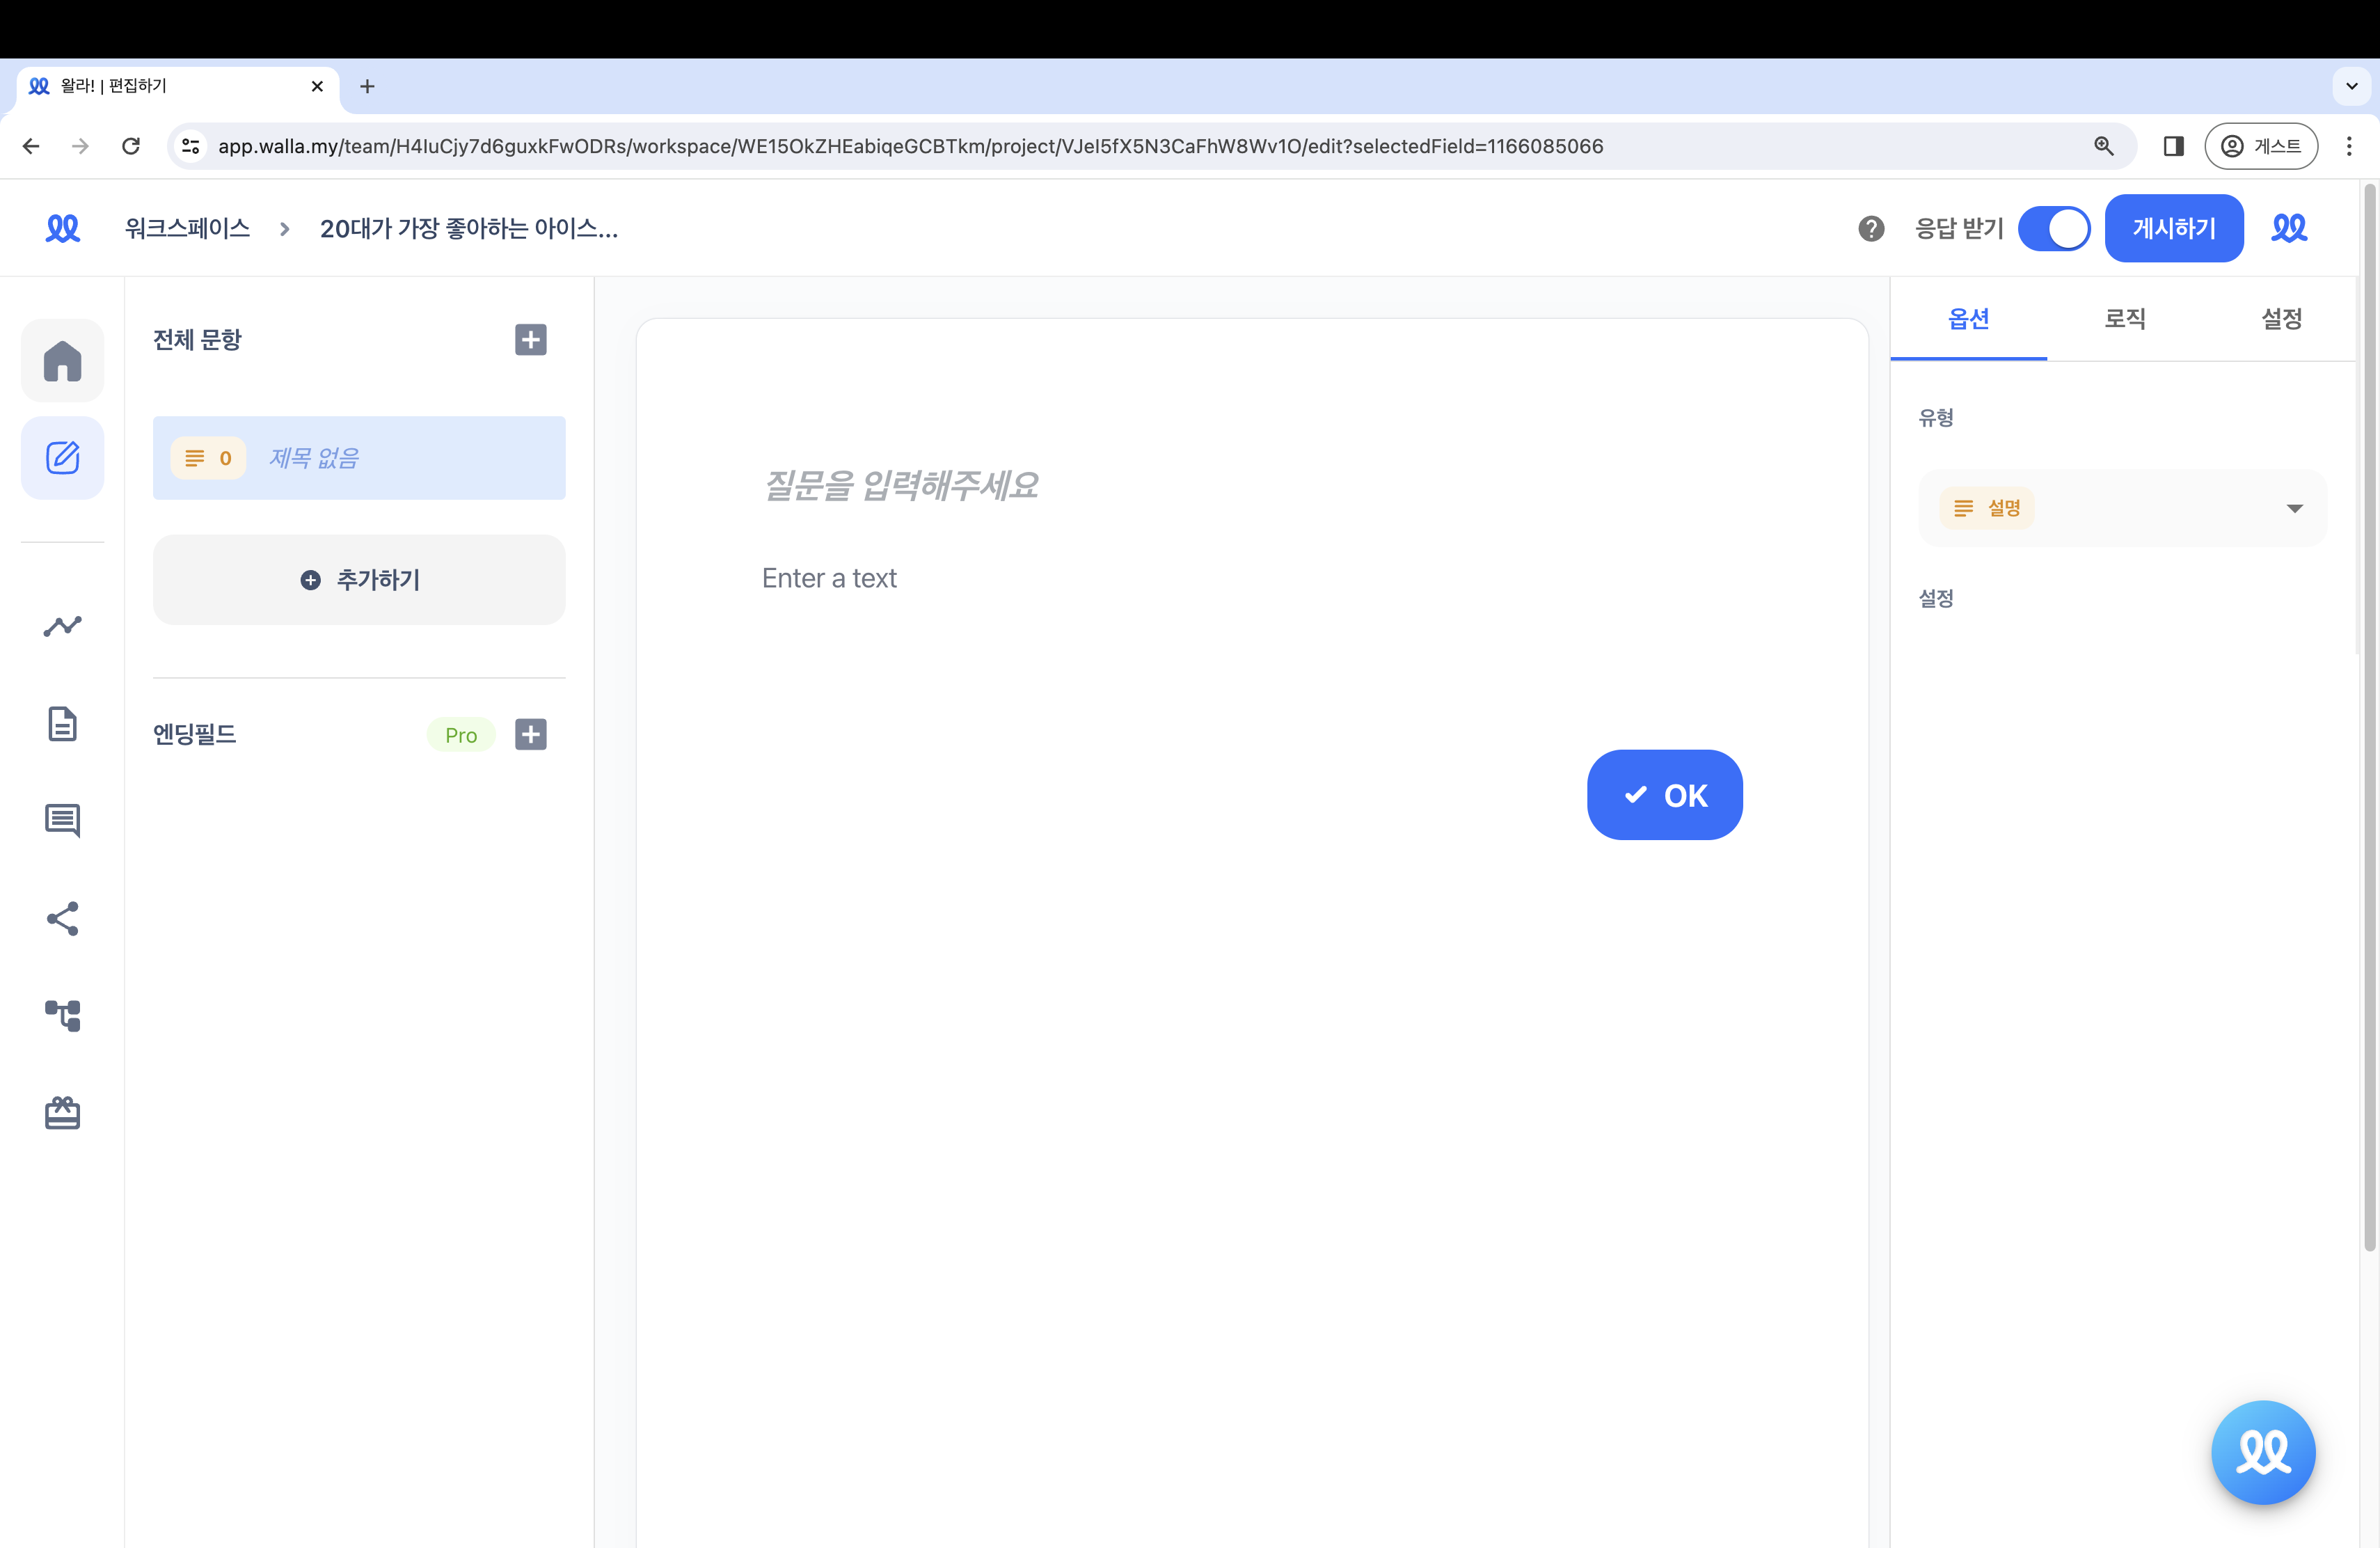 왈라! | 편집하기
app.walla.my/team/H4IuCjy7d6guxkFwODRs/workspace/WE15OkZHEabiqeGCBTkm/project/VJeI5fX5N3CaFhW8Wv1O/edit?selectedField=1166085066
게스트
워크스페이스
20대가 가장 좋아하는 아이스...
응답 받기
게시하기
전체 문항
0 제목 없음
추가하기
엔딩필드
Pro
질문을 입력해주세요
Enter a text
OK
옵션
로직
설정
유형
설명
설정